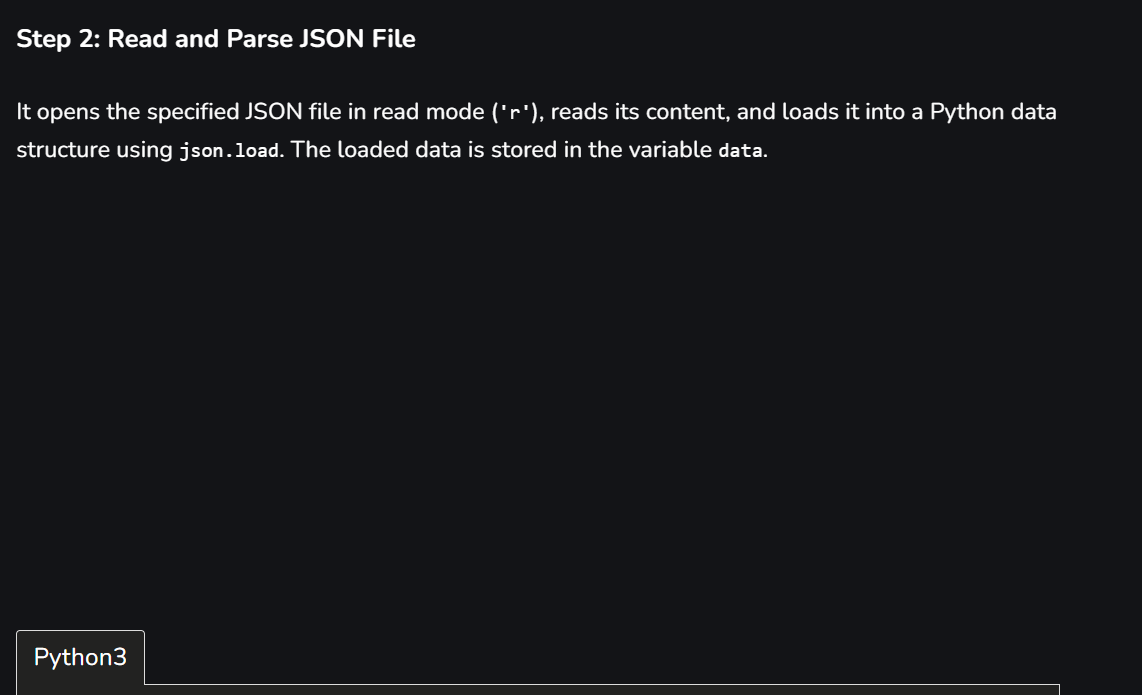 Step 2: Read and Parse JSON File
It opens the specified JSON file in read mode ('r'), reads its content, and loads it into a Python data
structure using json.load. The loaded data is stored in the variable data.
Python3